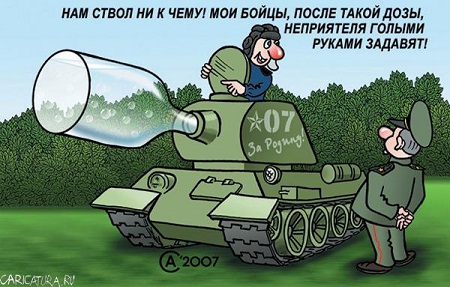 НАМ СТВОЛ НИ К ЧЕМУ! МОИ БОЙЦЫ, ПОСЛЕ ТАКОЙ ДОЗЫ,
НЕПРИЯТЕЛЯ ГОЛЫМИ
РУКАМИ ЗАДАВЯТ!
07
За Родину!
CA '2007
CARICATURA.RU